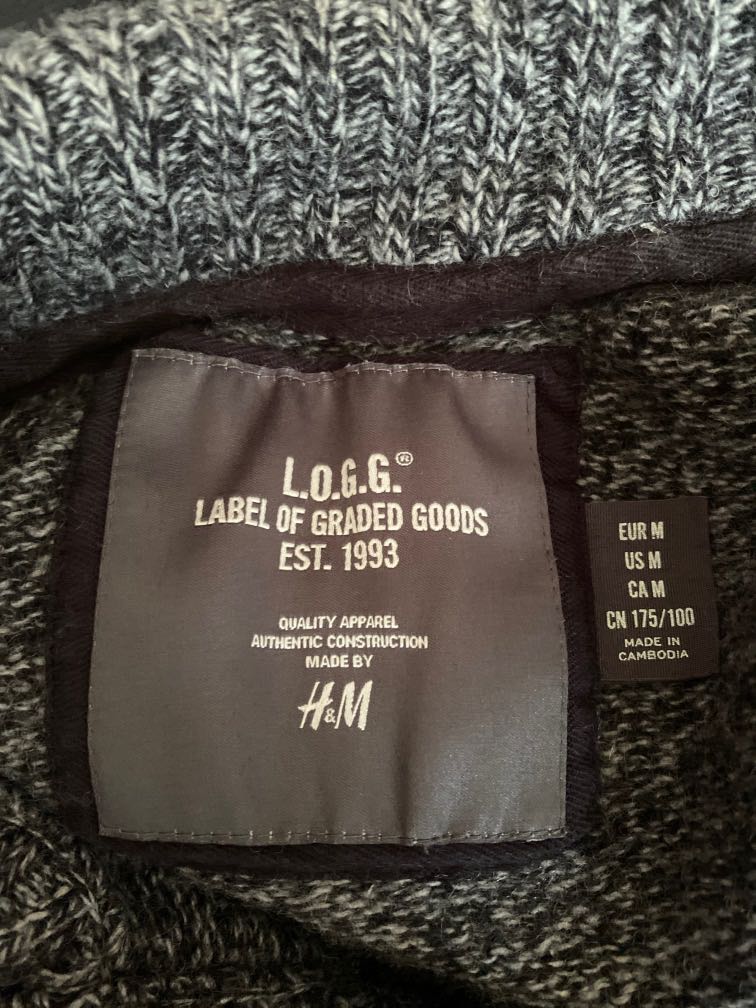 L.O.G.G.®
LABEL OF GRADED GOODS
EST. 1993
QUALITY APPAREL
AUTHENTIC CONSTRUCTION
MADE BY
H&M
EUR M
US M
CA M
CN 175/100
MADE IN
CAMBODIA